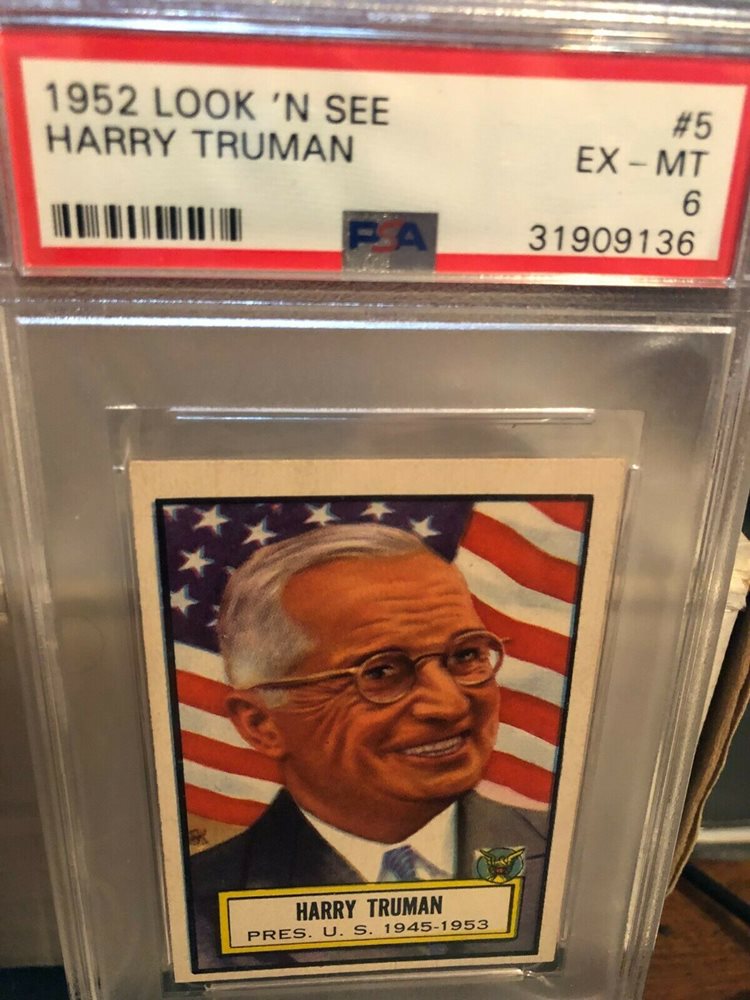 1952 LOOK 'N SEE
HARRY TRUMAN
#5
EX - MT
6
PSA
31909136
HARRY TRUMAN
PRES. U. S. 1945-1953